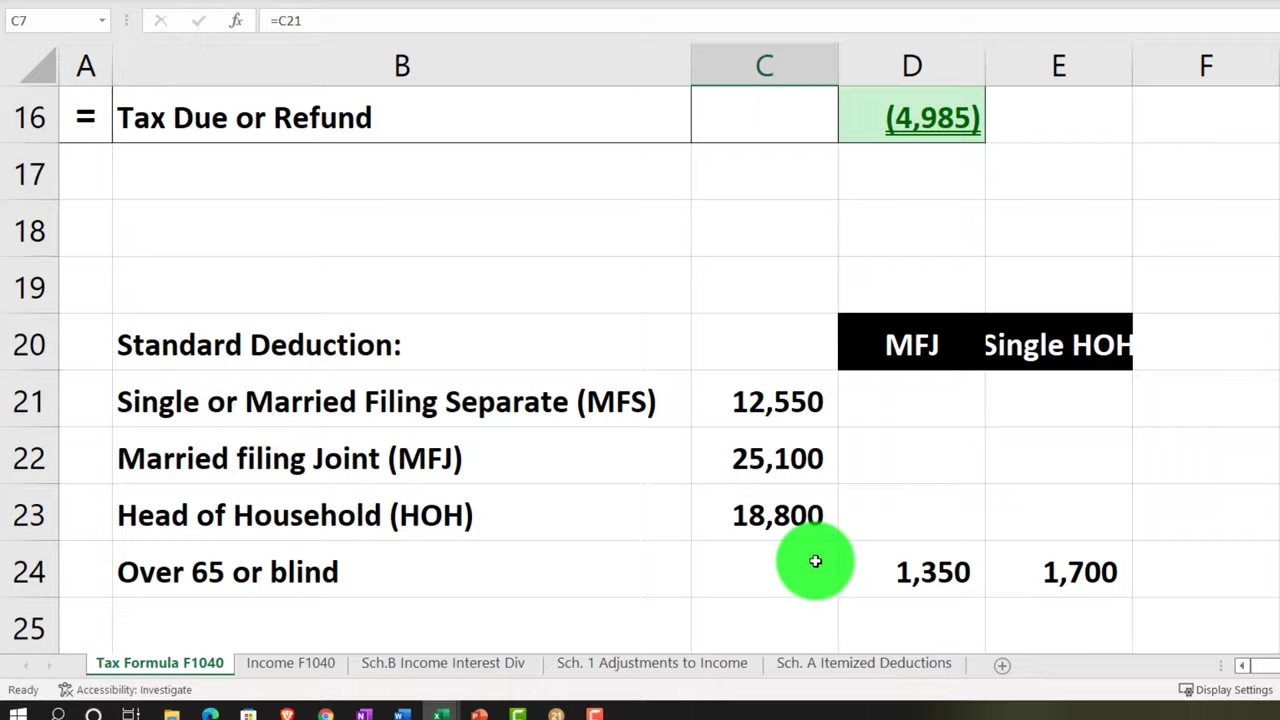 C7 fx =C21
A B C D E F
16 = Tax Due or Refund (4,985)
17
18
19
20 Standard Deduction: MFJ Single HOH
21 Single or Married Filing Separate (MFS) 12,550
22 Married filing Joint (MFJ) 25,100
23 Head of Household (HOH) 18,800
24 Over 65 or blind 1,350 1,700
25
Tax Formula F1040 Income F1040 Sch.B Income Interest Div Sch. 1 Adjustments to Income Sch. A Itemized Deductions
Ready Accessibility: Investigate Display Settings